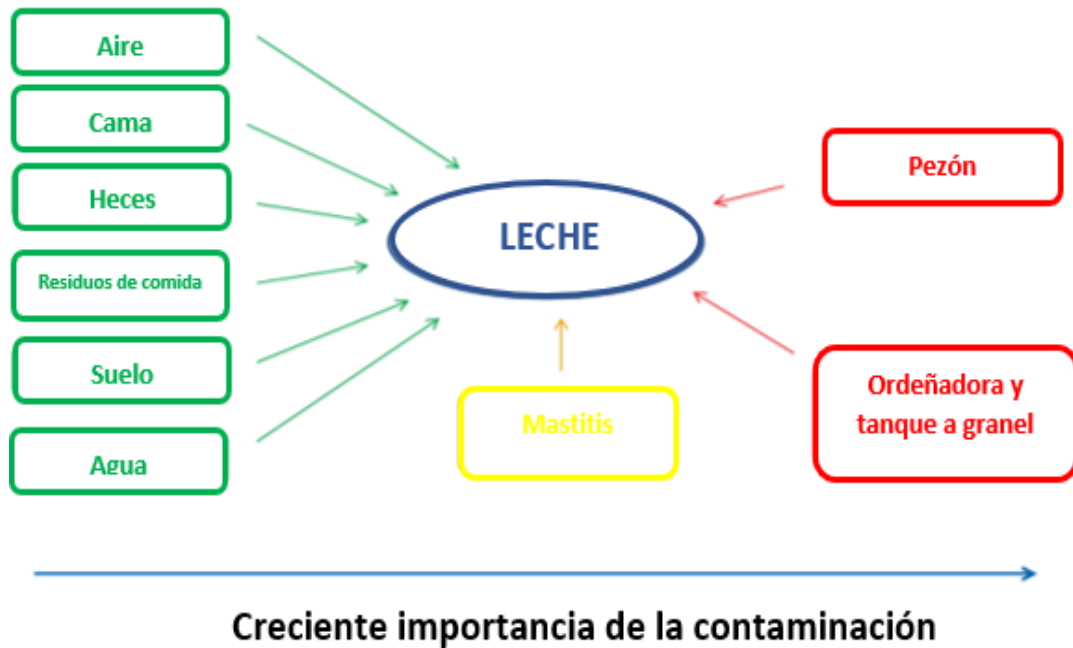 Aire
Cama
Heces
Residuos de comida
Suelo
Agua
LECHE
Mastitis
Pezón
Ordeñadora y
tanque a granel
Creciente importancia de la contaminación